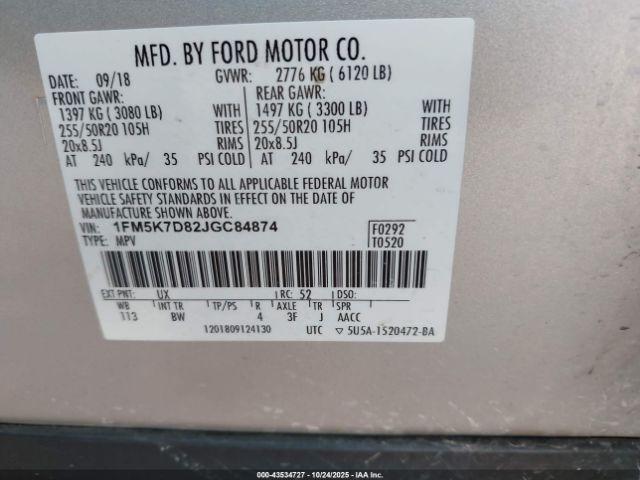 MFD. BY FORD MOTOR CO.
DATE: 09/18 GVWR: 2776 KG ( 6120 LB)
FRONT GAWR: REAR GAWR:
1397 KG ( 3080 LB) WITH 1497 KG ( 3300 LB) WITH
255/50R20 105H TIRES 255/50R20 105H TIRES
20x8.5J RIMS 20x8.5J RIMS
AT 240 kPa/ 35 PSI COLD AT 240 kPa/ 35 PSI COLD
THIS VEHICLE CONFORMS TO ALL APPLICABLE FEDERAL MOTOR
VEHICLE SAFETY STANDARDS IN EFFECT ON THE DATE OF
MANUFACTURE SHOWN ABOVE.
VIN: 1FM5K7D82JGC84874 F0292
TYPE: MPV T0520
EXT PNT: UX RC: 52 DSO:
WB INT TR TP/PS R AXLE TR SPR
113 BW 4 3F J AACC
1201809124130 UTC ▽ 5U5A-1520472-BA
000-43534727 - 10/24/2025 - IAAI.com